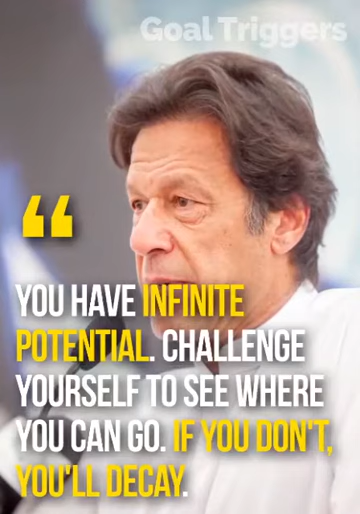 Goal Triggers
“
YOU HAVE INFINITE
POTENTIAL. CHALLENGE
YOURSELF TO SEE WHERE
YOU CAN GO. IF YOU DON'T,
YOU'LL DECAY.